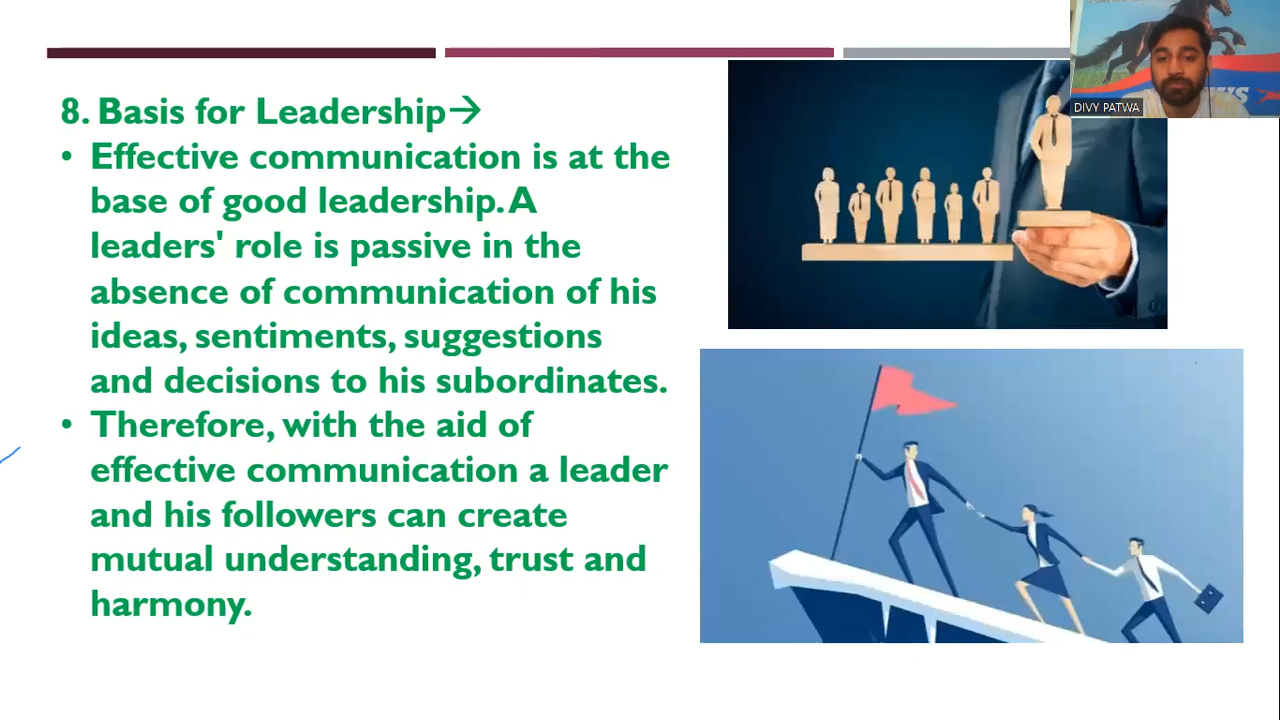 8. Basis for Leadership→
• Effective communication is at the
base of good leadership. A
leaders' role is passive in the
absence of communication of his
ideas, sentiments, suggestions
and decisions to his subordinates.
• Therefore, with the aid of
effective communication a leader
and his followers can create
mutual understanding, trust and
harmony.
DIVY PATWA